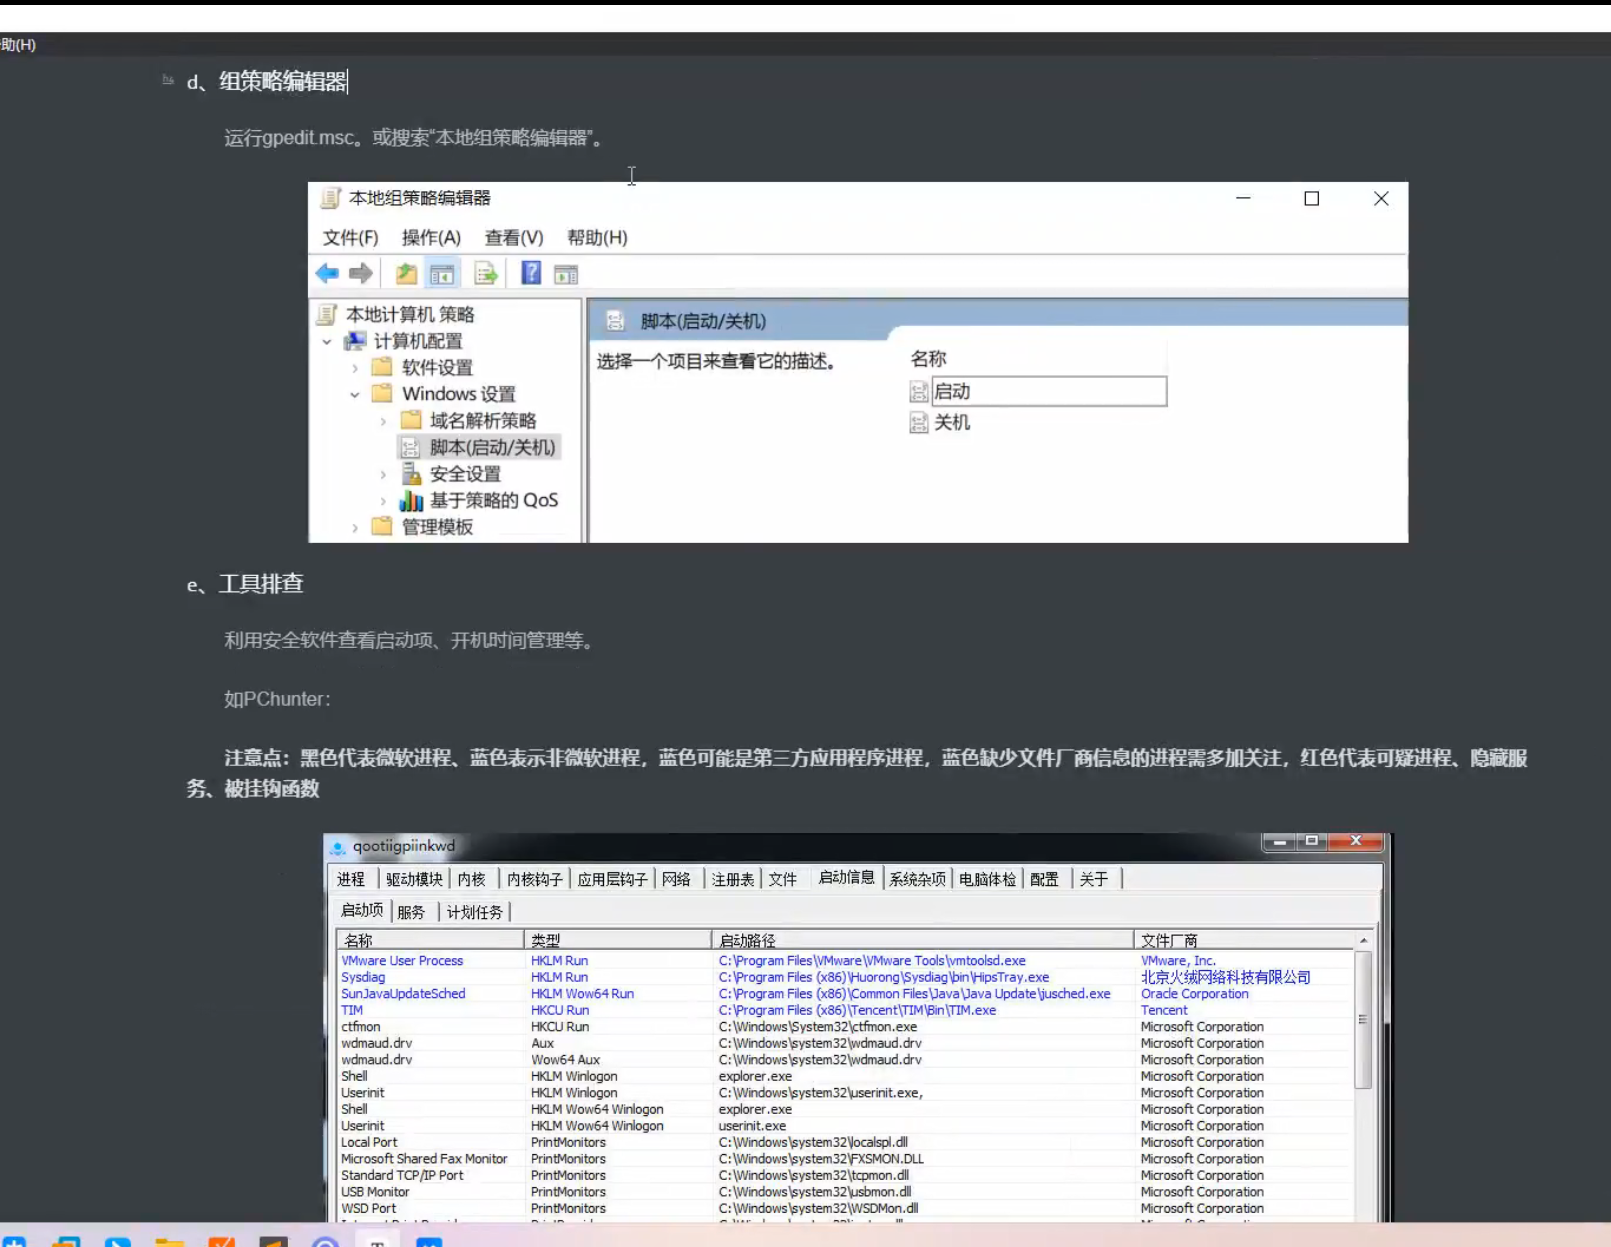 助(H)
d、组策略编辑器
运行gpedit.msc。或搜索“本地组策略编辑器”。
本地组策略编辑器
文件(F) 操作(A) 查看(V) 帮助(H)
本地计算机 策略
计算机配置
软件设置
Windows 设置
域名解析策略
脚本(启动/关机)
安全设置
基于策略的 QoS
管理模板
脚本(启动/关机)
选择一个项目来查看它的描述。
名称
启动
关机
e、工具排查
利用安全软件查看启动项、开机时间管理等。
如PChunter：
注意点：黑色代表微软进程、蓝色表示非微软进程，蓝色可能是第三方应用程序进程，蓝色缺少文件厂商信息的进程需多加关注，红色代表可疑进程、隐藏服
务、被挂钩函数
qootiigpiinkwd
进程 驱动模块 内核 内核钩子 应用层钩子 网络 注册表 文件 启动信息 系统杂项 电脑体检 配置 关于
启动项 服务 计划任务
名称 类型 启动路径 文件厂商
VMware User Process HKLM Run C:\Program Files\VMware\VMware Tools\vmtoolsd.exe VMware, Inc.
Sysdiag HKLM Run C:\Program Files (x86)\Huorong\Sysdiag\bin\HipsTray.exe 北京火绒网络科技有限公司
SunJavaUpdateSched HKLM Wow64 Run C:\Program Files (x86)\Common Files\Java\Java Update\jusched.exe Oracle Corporation
TIM HKCU Run C:\Program Files (x86)\Tencent\TIM\Bin\TIM.exe Tencent
ctfmon HKCU Run C:\Windows\System32\ctfmon.exe Microsoft Corporation
wdmaud.drv Aux C:\Windows\system32\wdmaud.drv Microsoft Corporation
wdmaud.drv Wow64 Aux C:\Windows\system32\wdmaud.drv Microsoft Corporation
Shell HKLM Winlogon explorer.exe Microsoft Corporation
Userinit HKLM Winlogon C:\Windows\system32\userinit.exe, Microsoft Corporation
Shell HKLM Wow64 Winlogon explorer.exe Microsoft Corporation
Userinit HKLM Wow64 Winlogon userinit.exe Microsoft Corporation
Local Port PrintMonitors C:\Windows\system32\localspl.dll Microsoft Corporation
Microsoft Shared Fax Monitor PrintMonitors C:\Windows\system32\FXSMON.DLL Microsoft Corporation
Standard TCP/IP Port PrintMonitors C:\Windows\system32\tcpmon.dll Microsoft Corporation
USB Monitor PrintMonitors C:\Windows\system32\usbmon.dll Microsoft Corporation
WSD Port PrintMonitors C:\Windows\system32\WSDMon.dll Microsoft Corporation